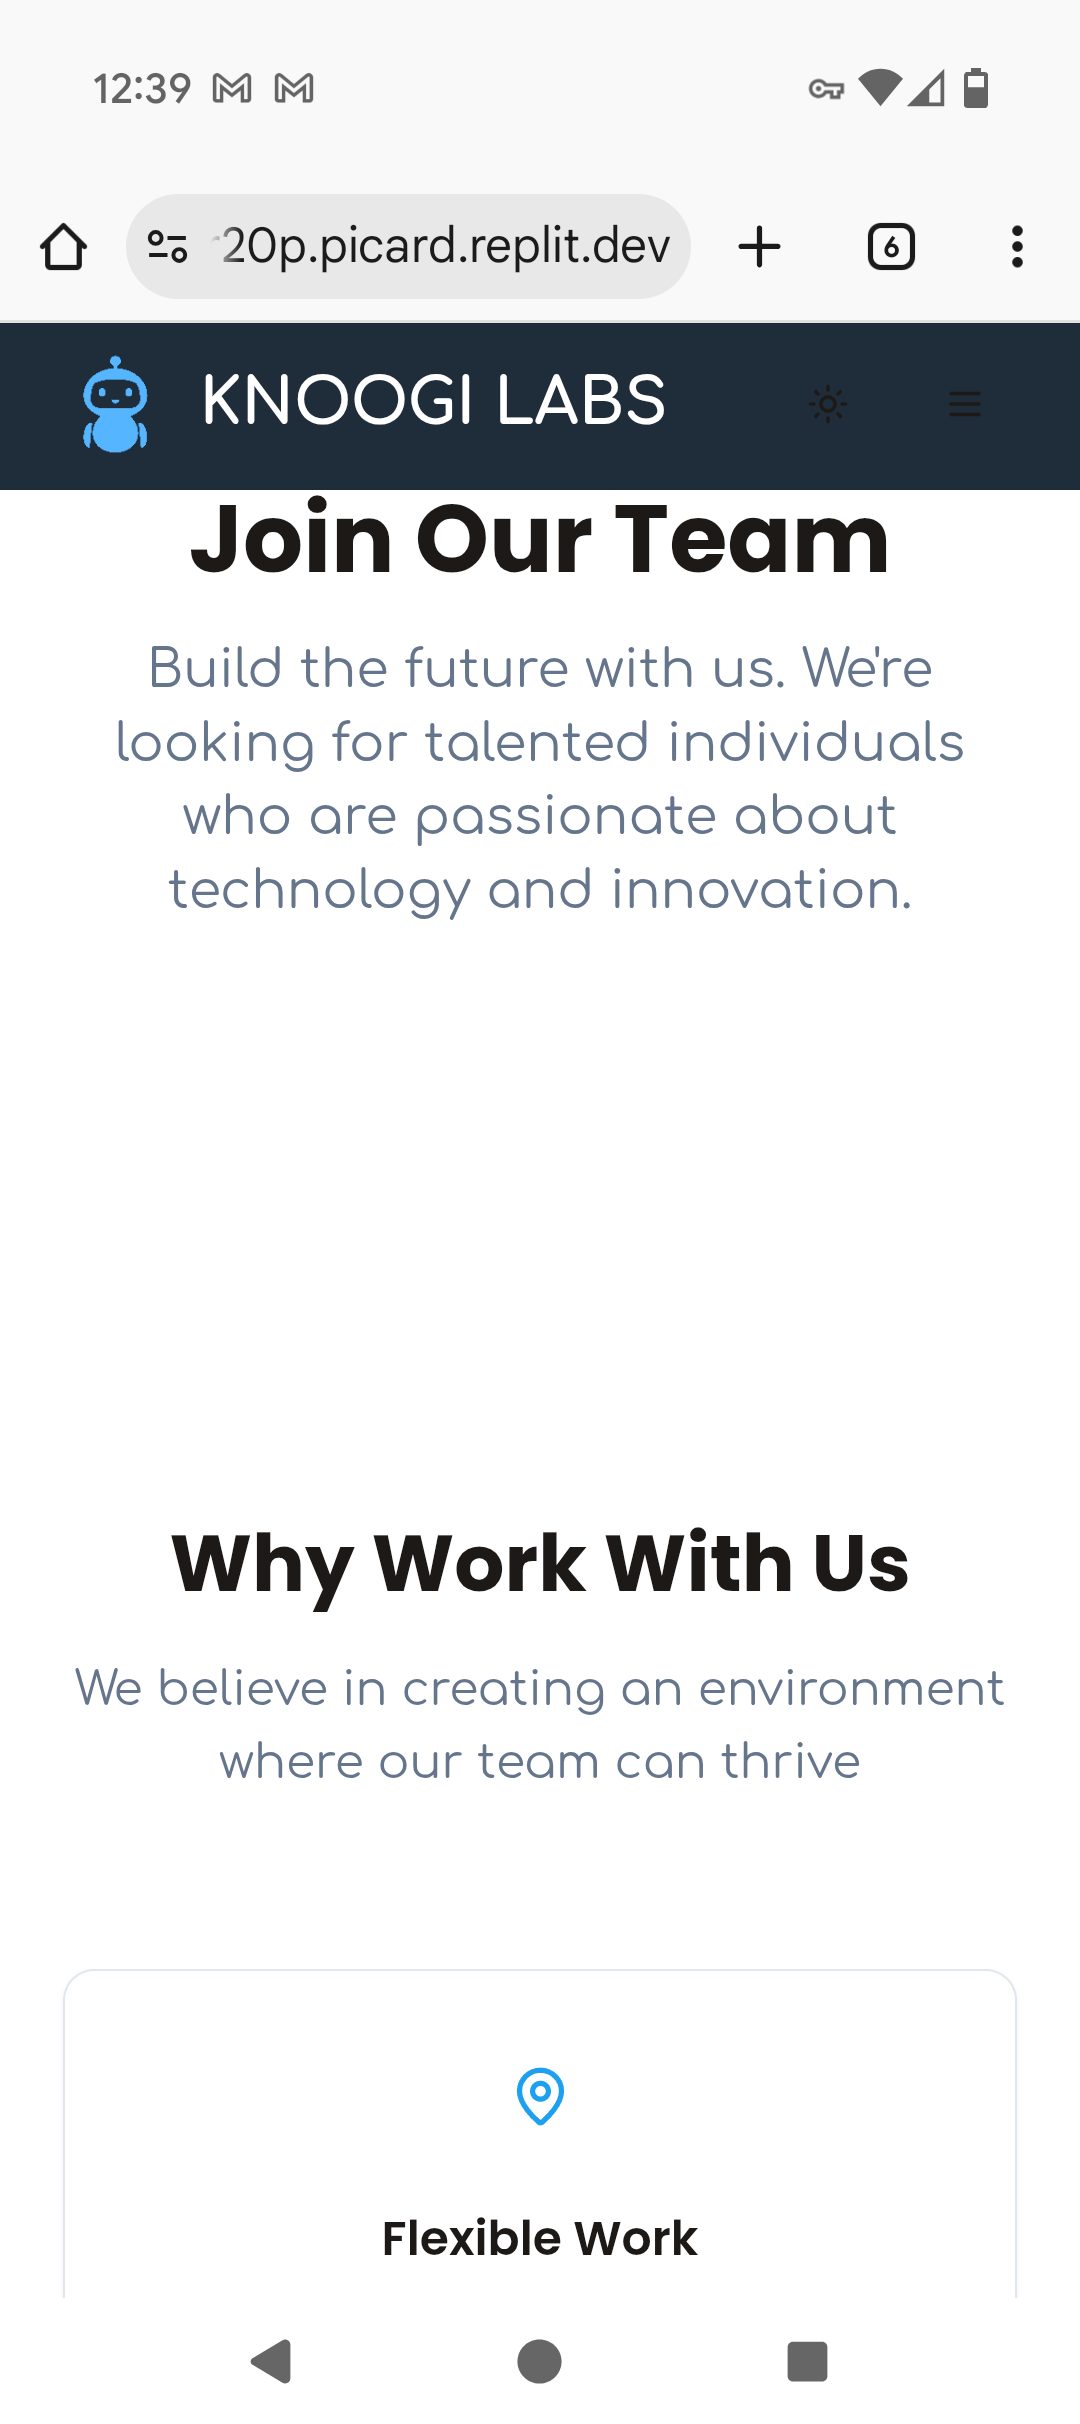 12:39
20p.picard.replit.dev
6
KNOOGI LABS
Join Our Team
Build the future with us. We're
looking for talented individuals
who are passionate about
technology and innovation.
Why Work With Us
We believe in creating an environment
where our team can thrive
Flexible Work